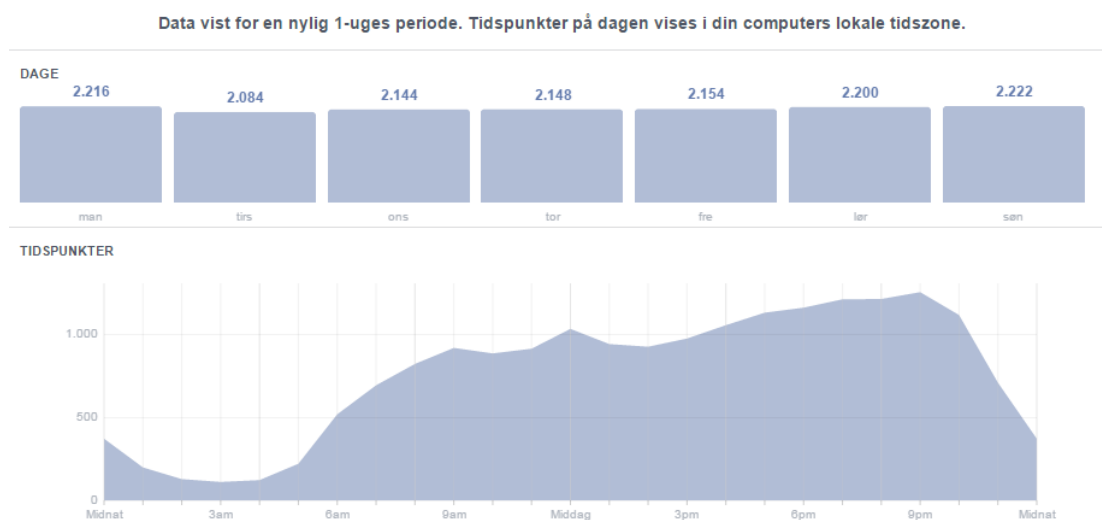 Data vist for en nylig 1-uges periode. Tidspunkter på dagen vises i din computers lokale tidszone.
DAGE
2.216 2.084 2.144 2.148 2.154 2.200 2.222
man tirs ons tor fre lør søn
TIDSPUNKTER
1.000
500
0
Midnat 3am 6am 9am Middag 3pm 6pm 9pm Midnat